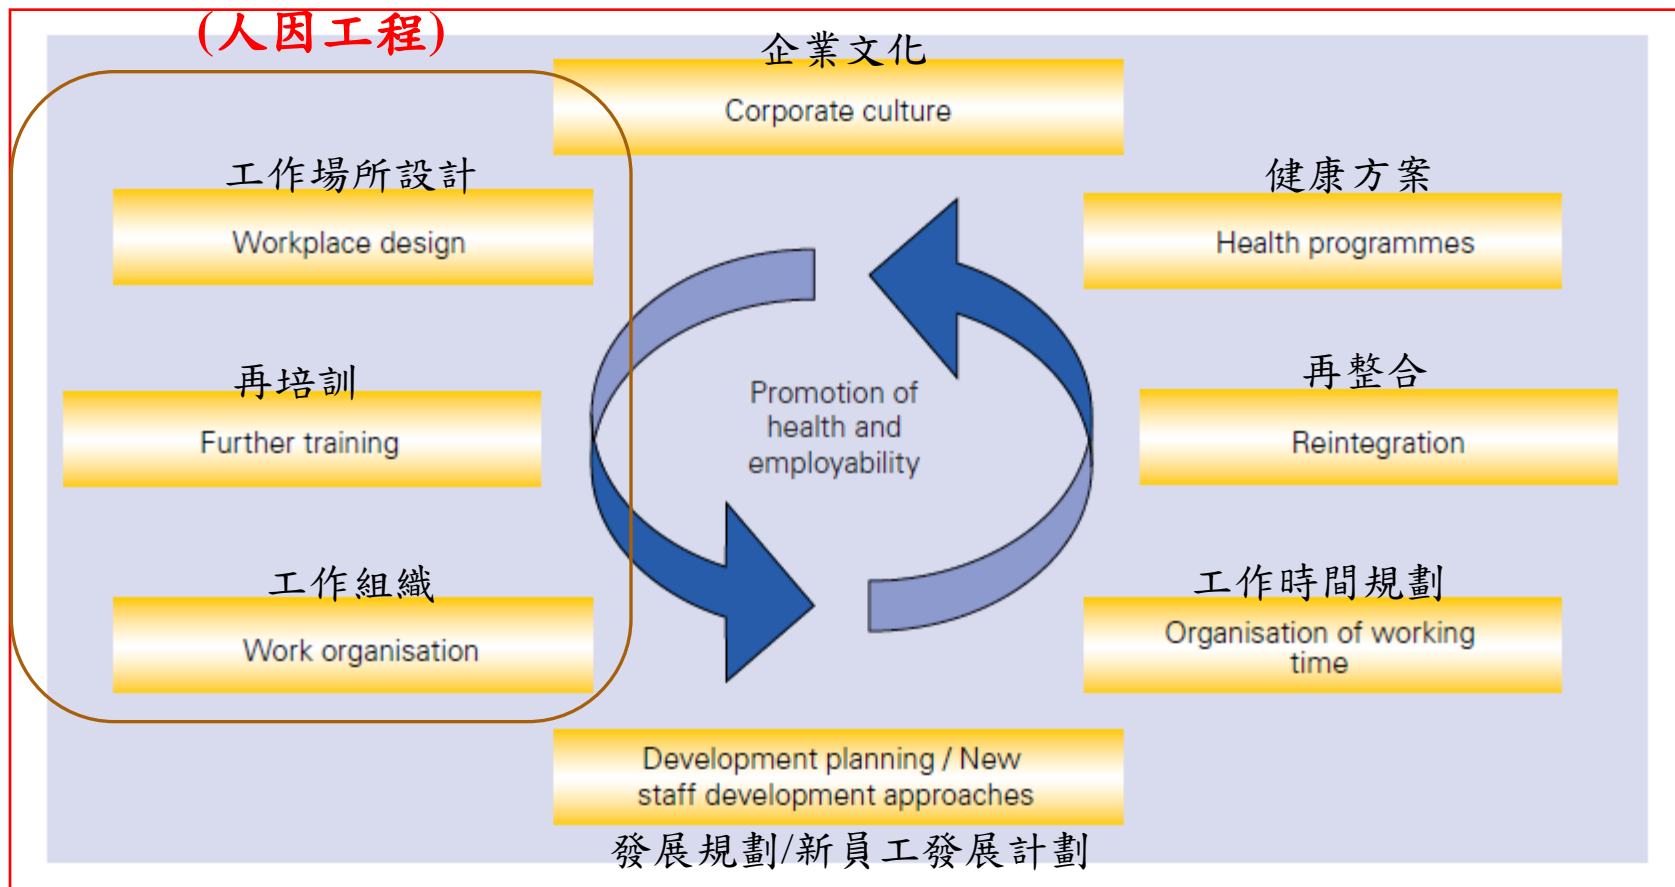 (人因工程)
企業文化
Corporate culture
工作場所設計
Workplace design
健康方案
Health programmes
再培訓
Further training
Promotion of
health and
employability
再整合
Reintegration
工作組織
Work organisation
工作時間規劃
Organisation of working
time
Development planning / New
staff development approaches
發展規劃/新員工發展計劃